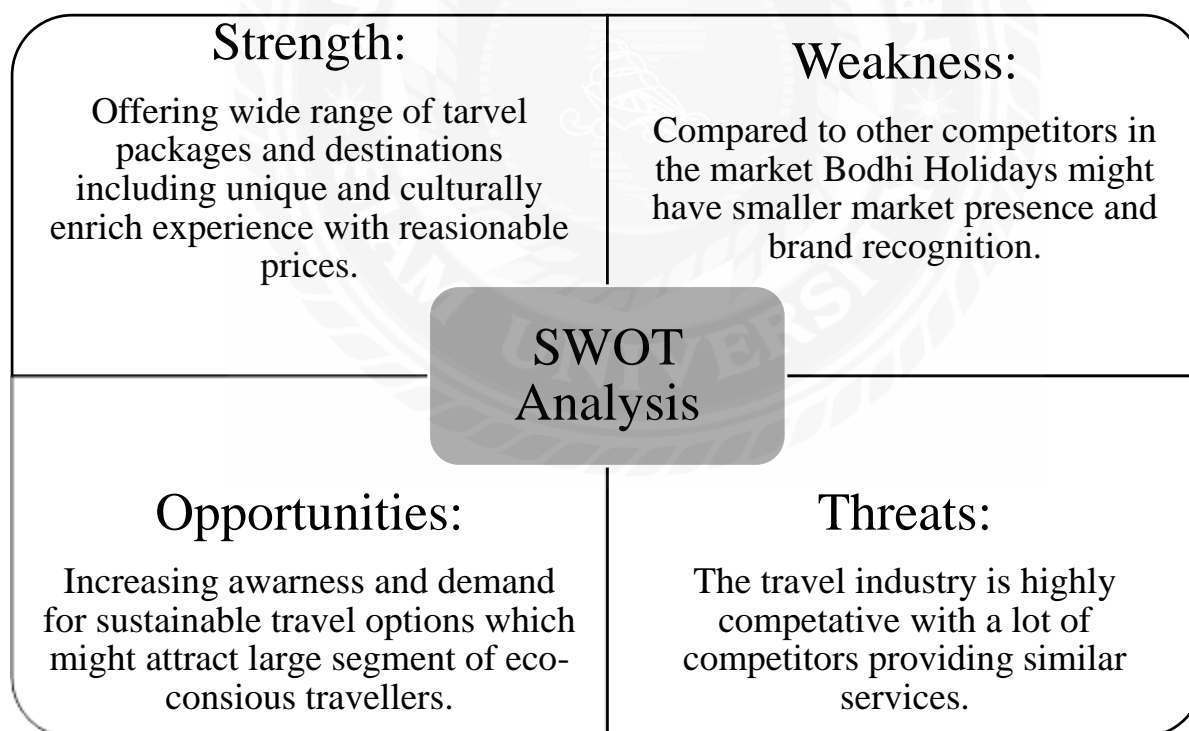 Strength:
Offering wide range of tarvel
packages and destinations
including unique and culturally
enrich experience with reasionable
prices.
Weakness:
Compared to other competitors in
the market Bodhi Holidays might
have smaller market presence and
brand recognition.
SWOT
Analysis
Opportunities:
Increasing awarness and demand
for sustainable travel options which
might attract large segment of eco-
consious travellers.
Threats:
The travel industry is highly
competative with a lot of
competitors providing similar
services.